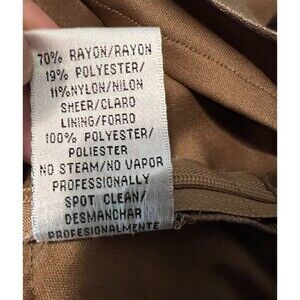 70% RAYON/RAYON
19% POLYESTER/
11%NYLON/NILON
SHEER/CLARO
LINING/FORRO
100% POLYESTER/
POLIESTER
NO STEAM/NO VAPOR
PROFESSIONALLY
SPOT CLEAN/
DESMANCHAR
PROFESIONALMENTE